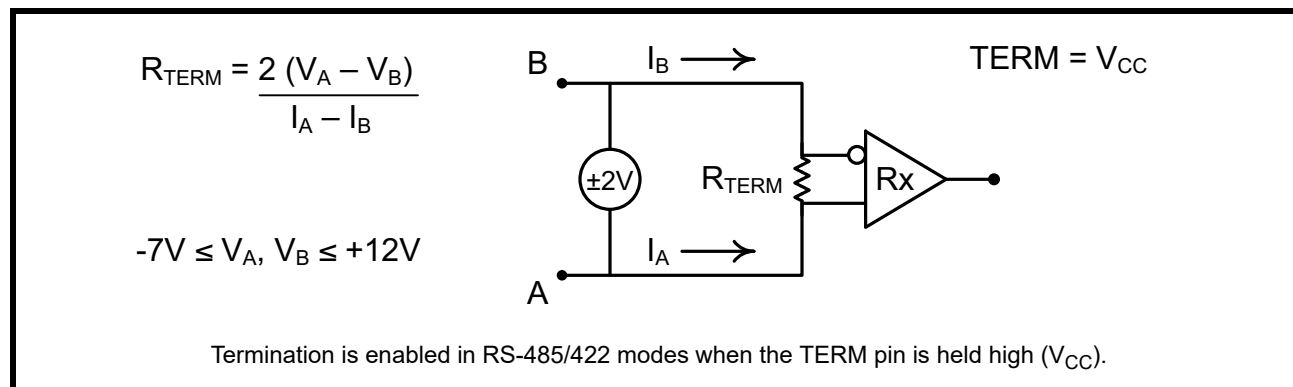 R_TERM = 2 (V_A – V_B)
I_A – I_B
B
I_B
TERM = V_CC
±2V
R_TERM
Rx
-7V ≤ V_A, V_B ≤ +12V
I_A
A
Termination is enabled in RS-485/422 modes when the TERM pin is held high (V_CC).